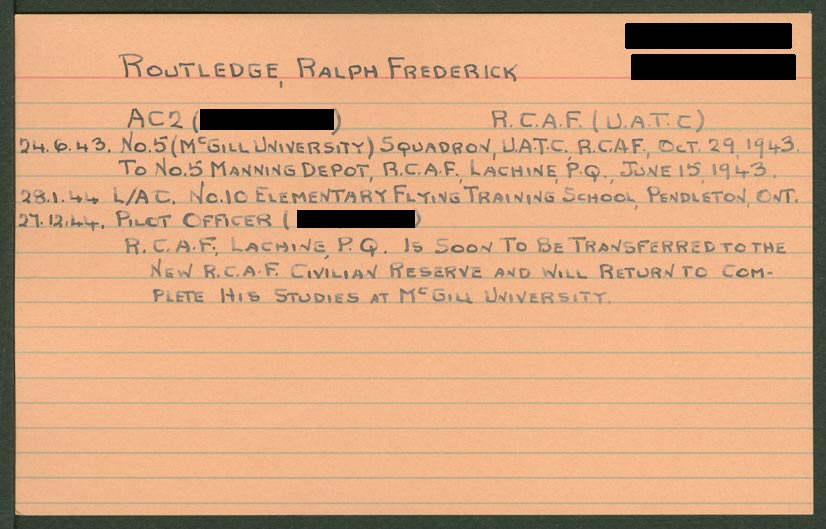 ROUTLEDGE, RALPH FREDERICK
AC2 ( ) R.C.A.F. (U.A.T.C)
24.6.43. No.5 (McGILL UNIVERSITY) SQUADRON, U.A.T.C. R.C.A.F., OCT. 29, 1943.
TO No.5 MANNING DEPOT, R.C.A.F. LACHINE, P.Q., JUNE 15, 1943.
28.1.44 L/AC. No.10 ELEMENTARY FLYING TRAINING SCHOOL, PENDLETON, ONT.
27.12.44. PILOT OFFICER ( )
R.C.A.F., LACHINE, P.Q. IS SOON TO BE TRANSFERRED TO THE
NEW R.C.A.F. CIVILIAN RESERVE AND WILL RETURN TO COM-
PLETE HIS STUDIES AT McGILL UNIVERSITY.